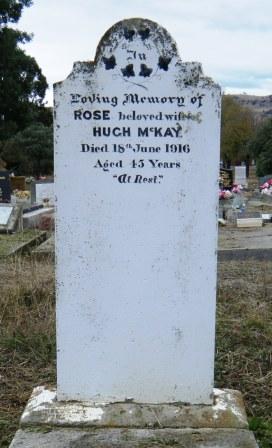 In
Loving Memory of
ROSE beloved wife of
HUGH McKAY
Died 18th June 1916
Aged 45 Years
"At Rest."